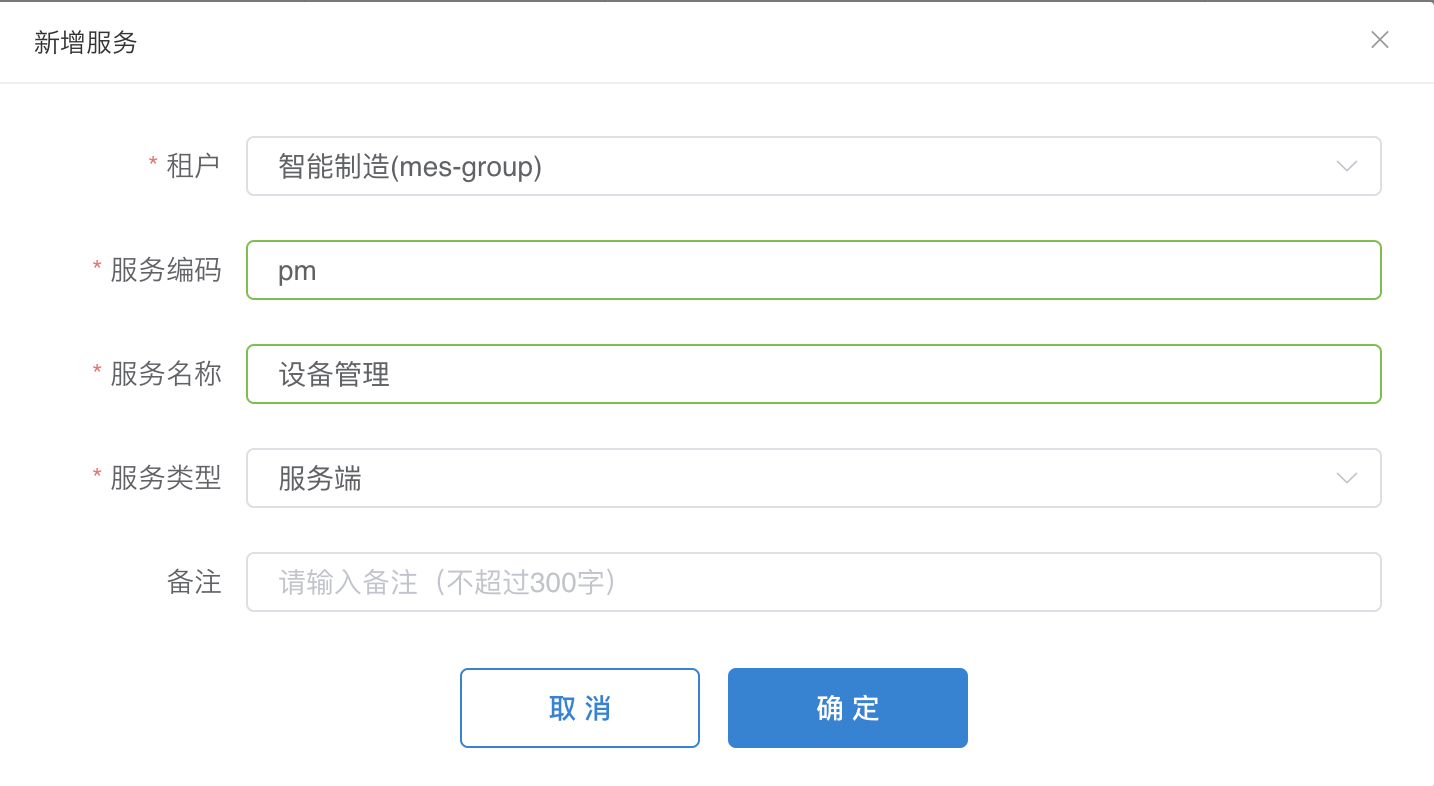 新增服务
* 租户 智能制造(mes-group)
* 服务编码 pm
* 服务名称 设备管理
* 服务类型 服务端
备注 请输入备注（不超过300字）
取消 确定